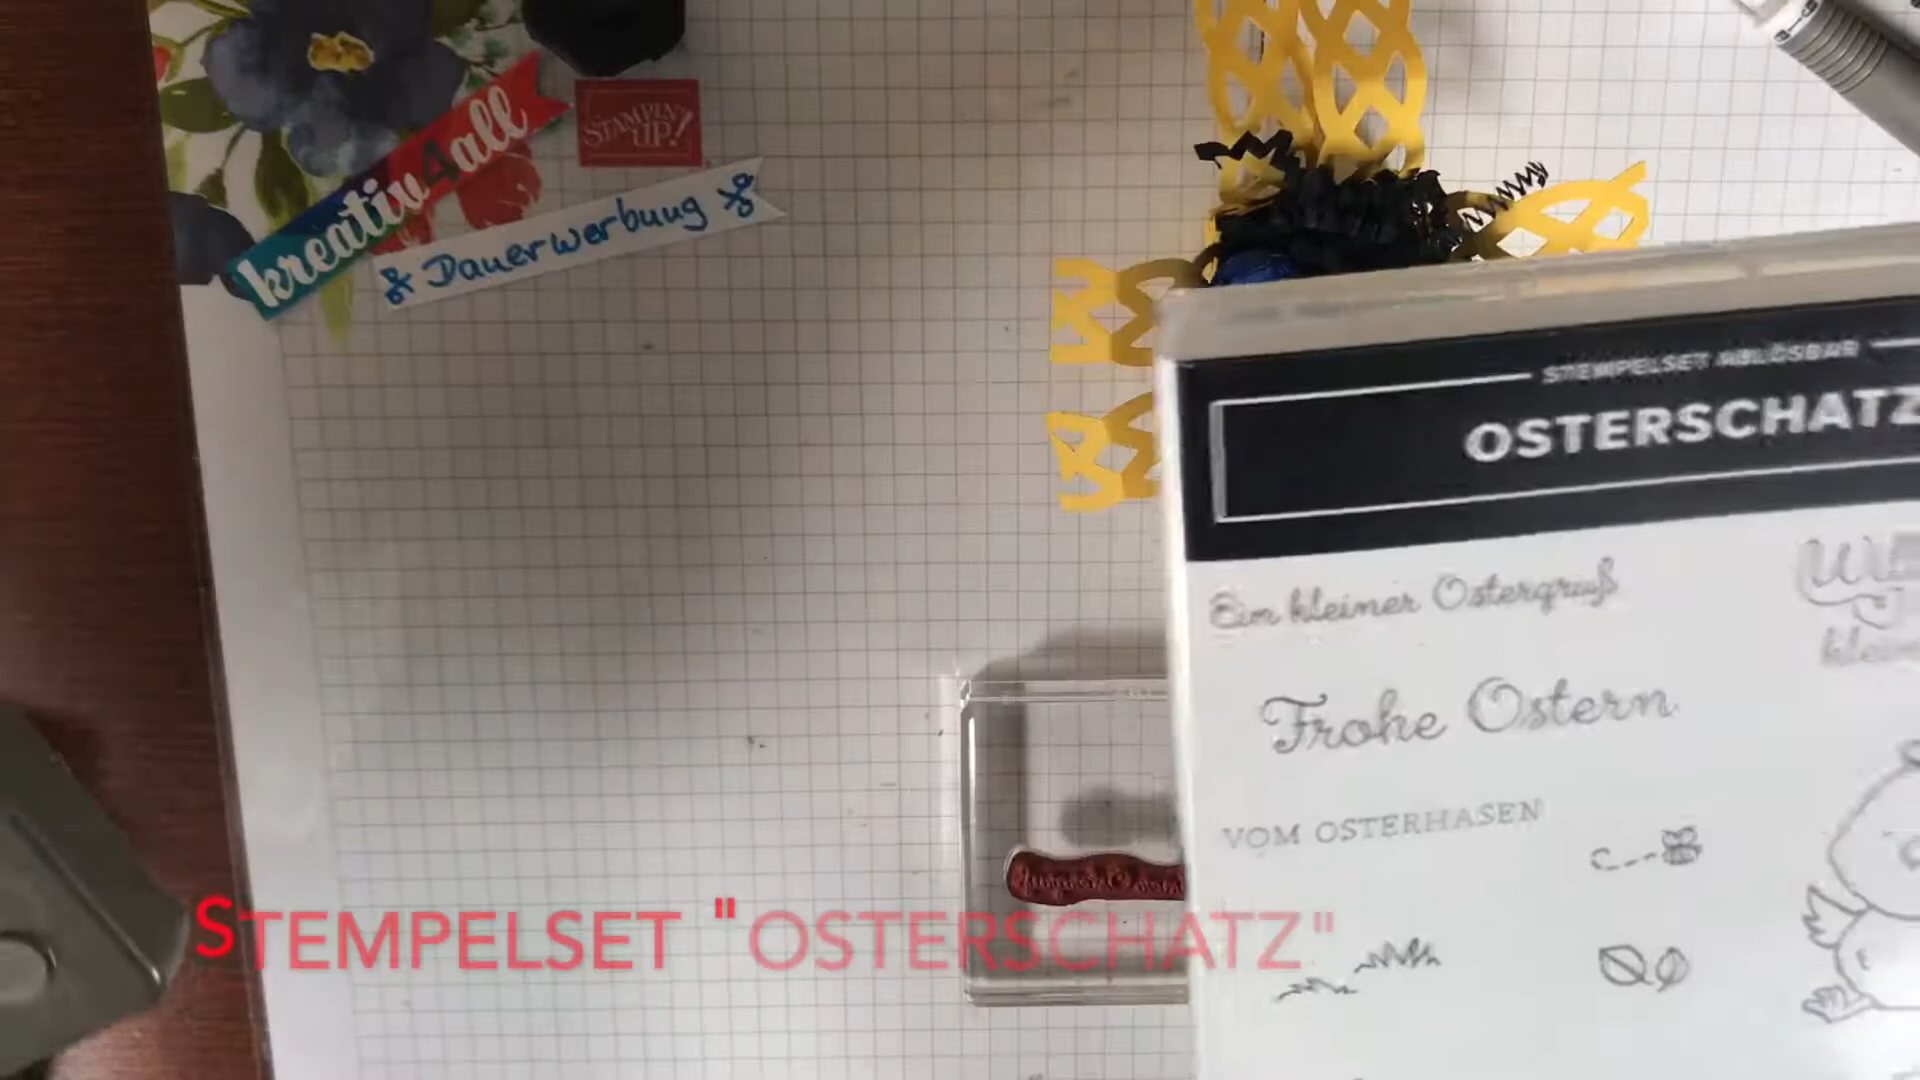 kreativ4all
STAMPIN' UP!
Dauerwerbung
STEMPELSET ABLÖSBAR
OSTERSCHATZ
Ein kleiner Ostergruß
Frohe Ostern
VOM OSTERHASEN
STEMPELSET "OSTERSCHATZ"